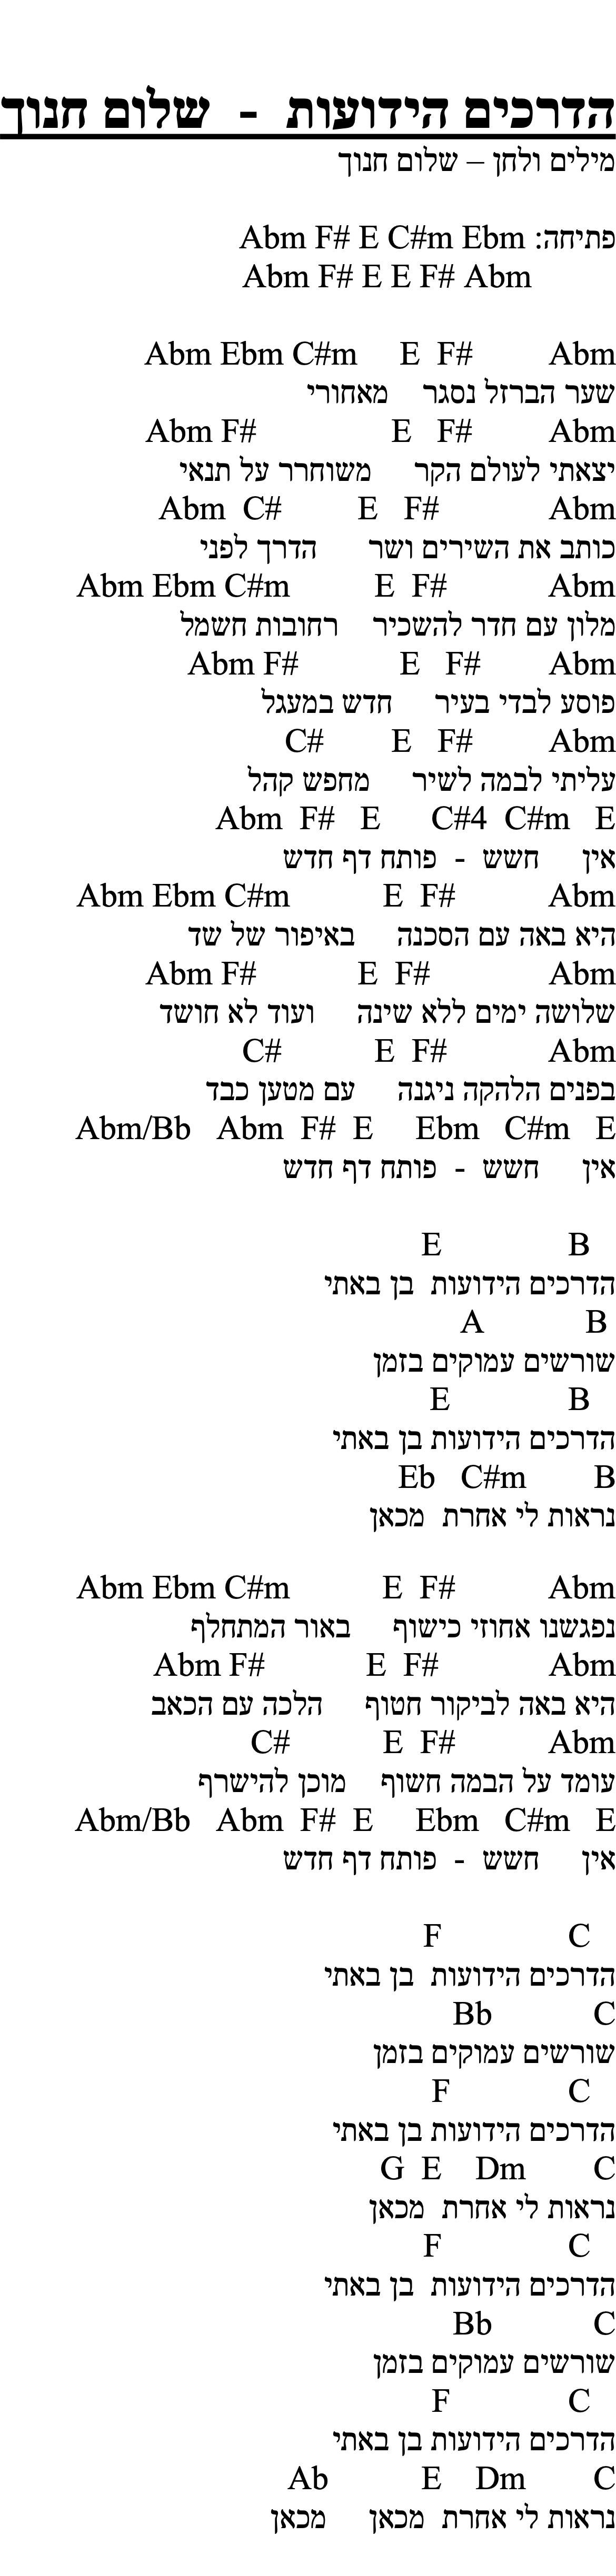 הדרכים הידועות - שלום חנוך
מילים ולחן – שלום חנוך
פתיחה: Abm F# E C#m Ebm
Abm F# E E F# Abm
Abm Ebm C#m E F# Abm
שער הברזל נסגר מאחורי
Abm F# E F# Abm
יצאתי לעולם הקר משוחרר על תנאי
Abm C# E F# Abm
כותב את השירים ושר הדרך לפני
Abm Ebm C#m E F# Abm
מלון עם חדר להשכיר רחובות חשמל
Abm F# E F# Abm
פוסע לבדי בעיר חדש במעגל
C# E F# Abm
עליתי לבמה לשיר מחפש קהל
Abm F# E C#4 C#m E
אין חשש - פותח דף חדש
Abm Ebm C#m E F# Abm
היא באה עם הסכנה באיפור של שד
Abm F# E F# Abm
שלושה ימים ללא שינה ועוד לא חושד
C# E F# Abm
בפנים הלהקה ניגנה עם מטען כבד
Abm/Bb Abm F# E Ebm C#m E
אין חשש - פותח דף חדש
E B
הדרכים הידועות בן באתי
A B
שורשים עמוקים בזמן
E B
הדרכים הידועות בן באתי
Eb C#m B
נראות לי אחרת מכאן
Abm Ebm C#m E F# Abm
נפגשנו אחוזי כישוף באור המתחלף
Abm F# E F# Abm
היא באה לביקור חטוף הלכה עם הכאב
C# E F# Abm
עומד על הבמה חשוף מוכן להישרף
Abm/Bb Abm F# E Ebm C#m E
אין חשש - פותח דף חדש
F C
הדרכים הידועות בן באתי
Bb C
שורשים עמוקים בזמן
F C
הדרכים הידועות בן באתי
G E Dm C
נראות לי אחרת מכאן
F C
הדרכים הידועות בן באתי
Bb C
שורשים עמוקים בזמן
F C
הדרכים הידועות בן באתי
Ab E Dm C
נראות לי אחרת מכאן מכאן